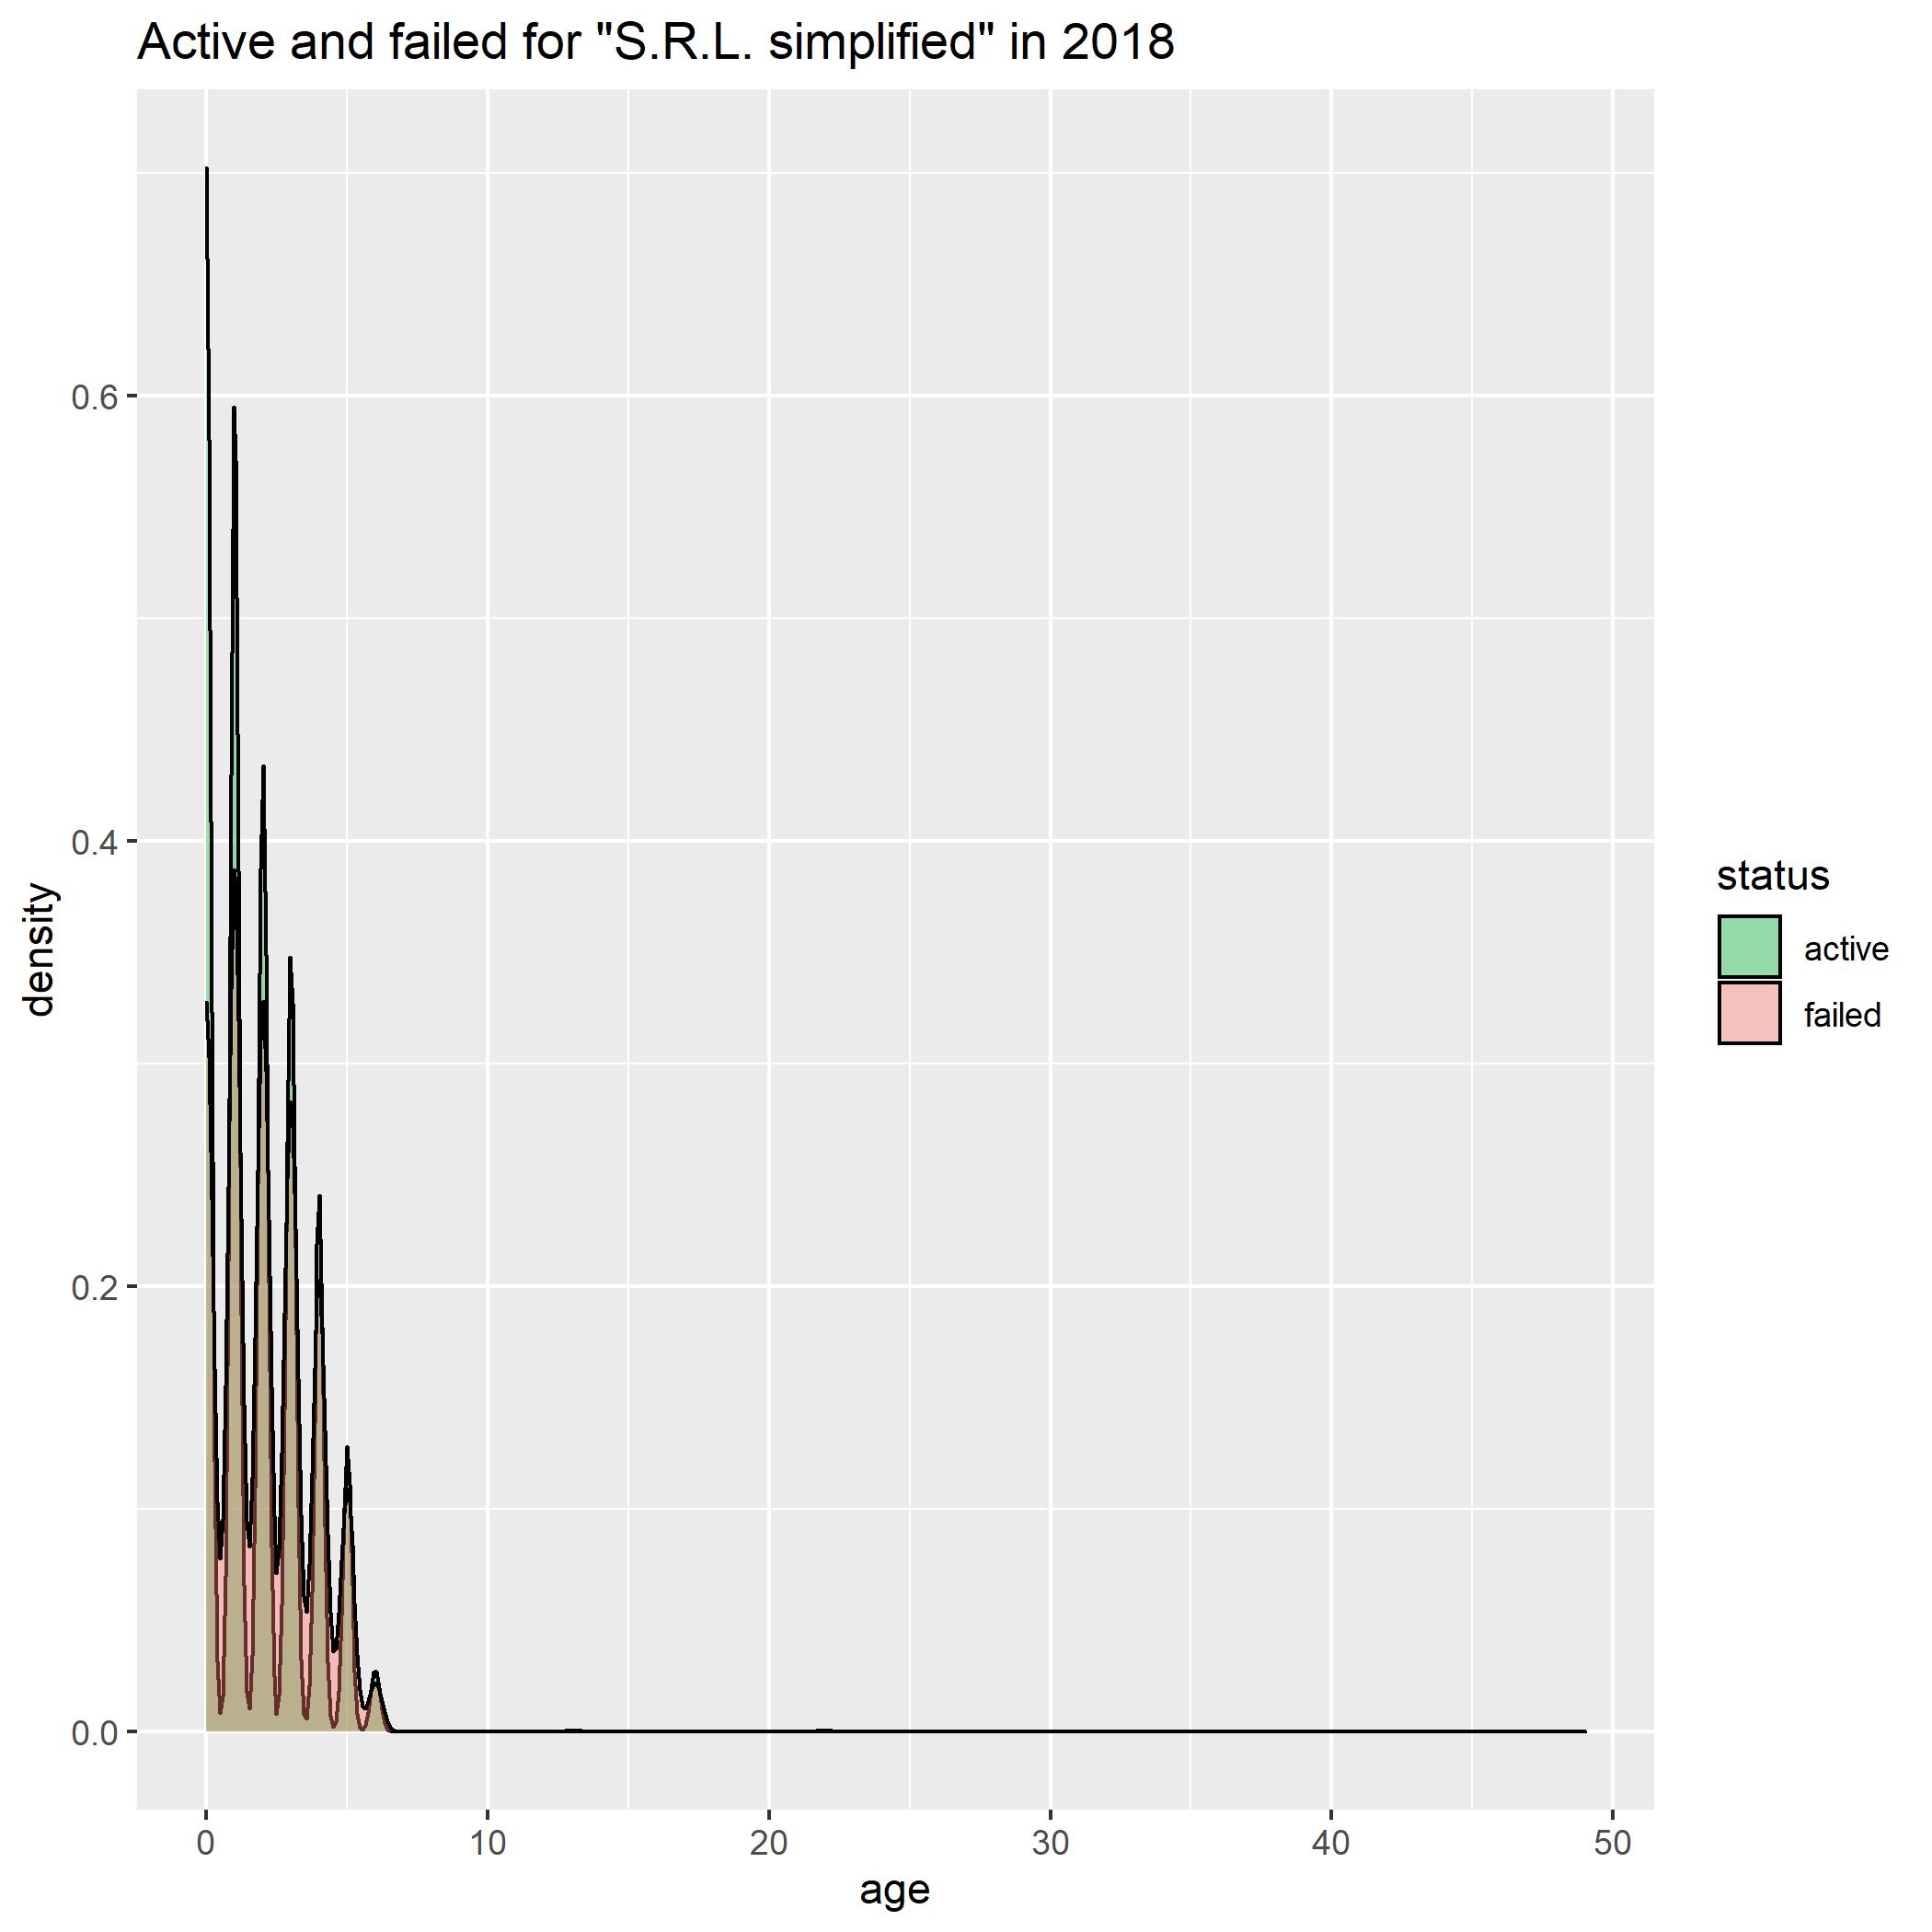 Active and failed for "S.R.L. simplified" in 2018
0.6
0.4
0.2
0.0
density
0 10 20 30 40 50
age
status
active
failed